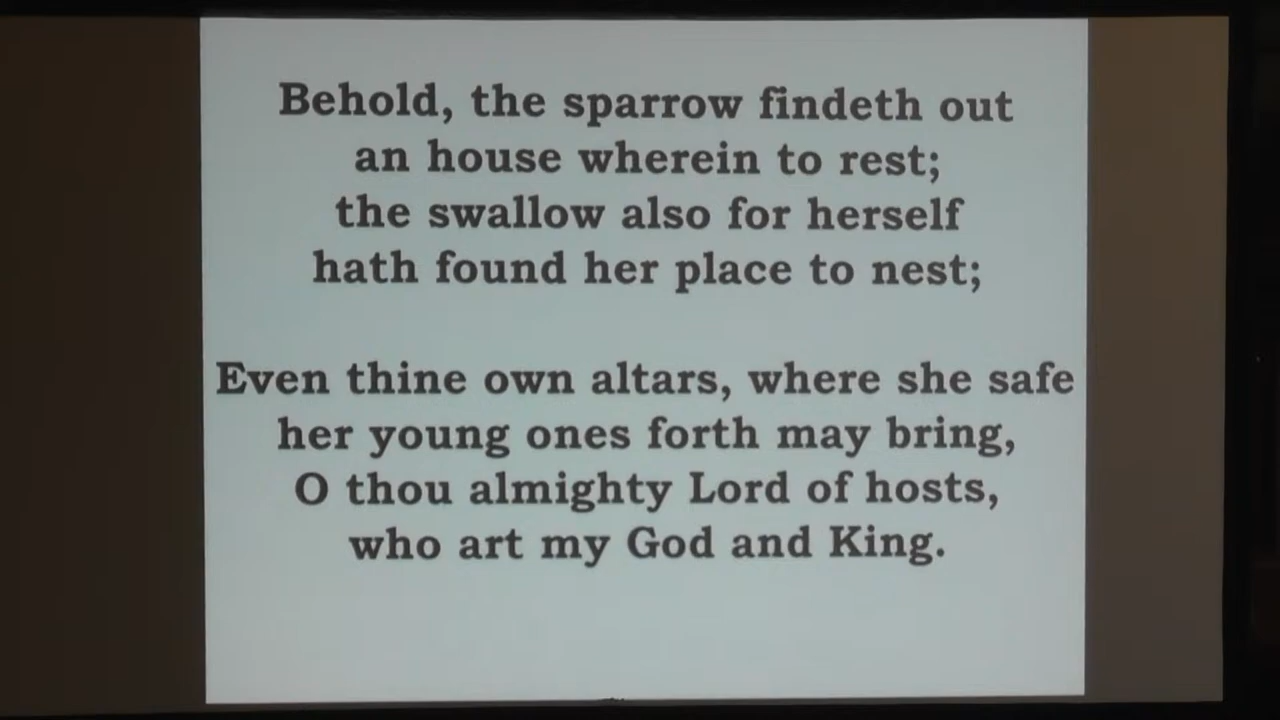 Behold, the sparrow findeth out
an house wherein to rest;
the swallow also for herself
hath found her place to nest;
Even thine own altars, where she safe
her young ones forth may bring,
O thou almighty Lord of hosts,
who art my God and King.